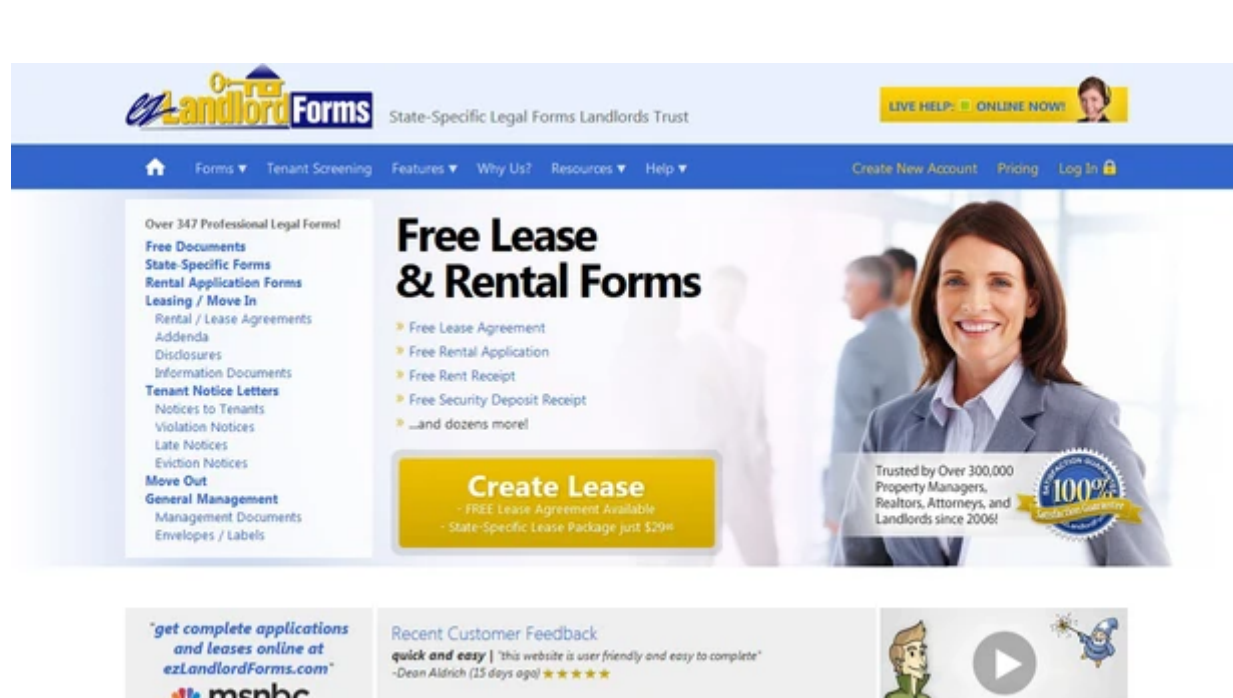 ezLandlordForms
State-Specific Legal Forms Landlords Trust
LIVE HELP: ONLINE NOW!
Forms ▼ Tenant Screening Features ▼ Why Us? Resources ▼ Help ▼
Create New Account Pricing Log In
Over 347 Professional Legal Forms!
Free Documents
State-Specific Forms
Rental Application Forms
Leasing / Move In
Rental / Lease Agreements
Addenda
Disclosures
Information Documents
Tenant Notice Letters
Notices to Tenants
Violation Notices
Late Notices
Eviction Notices
Move Out
General Management
Management Documents
Envelopes / Labels
Free Lease
& Rental Forms
» Free Lease Agreement
» Free Rental Application
» Free Rent Receipt
» Free Security Deposit Receipt
» ...and dozens more!
Create Lease
- FREE Lease Agreement Available
- State-Specific Lease Package just $29
Trusted by Over 300,000
Property Managers,
Realtors, Attorneys, and
Landlords since 2006!
SATISFACTION GUARANTEE
100%
Satisfaction Guarantee
"get complete applications
and leases online at
ezLandlordForms.com"
msnbc
Recent Customer Feedback
quick and easy | "this website is user friendly and easy to complete"
-Dean Aldrich (15 days ago) ★★★★★